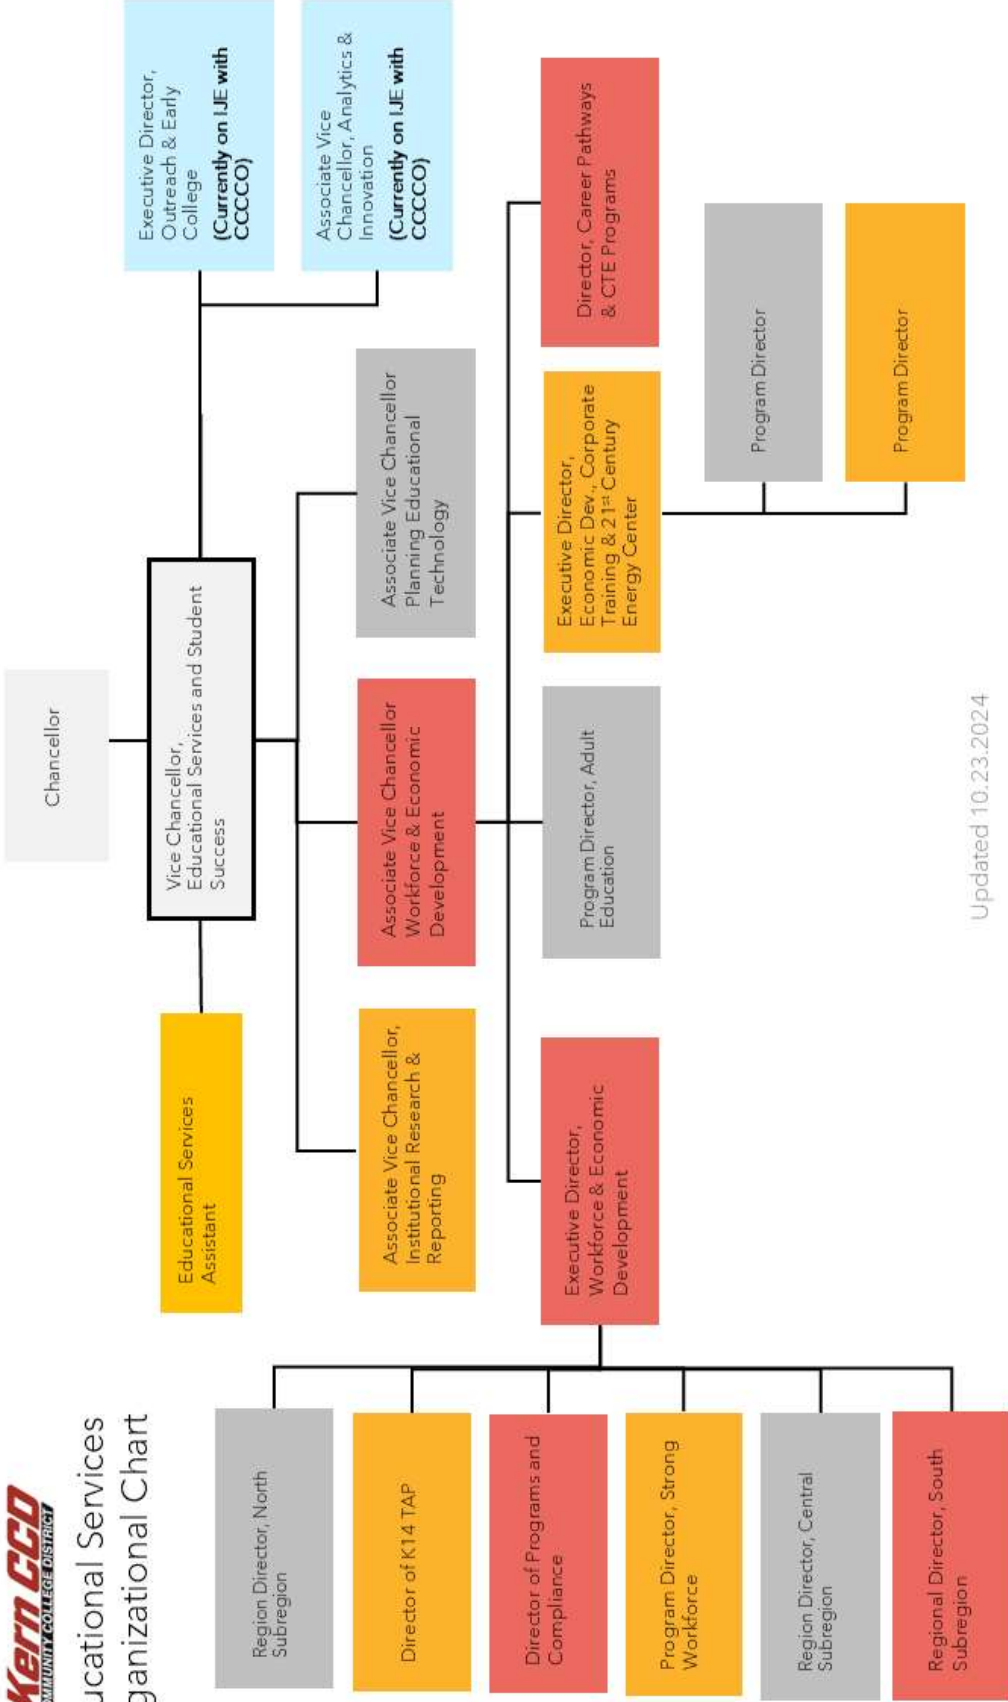 Kern CCD
OMMUNITY COLLEGE DISTRICT
ucational Services
ganizational Chart
Chancellor
Vice Chancellor,
Educational Services and Student
Success
Educational Services
Assistant
Executive Director,
Outreach & Early
College
(Currently on IJE with
CCCCO)
Associate Vice
Chancellor, Analytics &
Innovation
(Currently on IJE with
CCCCO)
Associate Vice Chancellor,
Institutional Research &
Reporting
Associate Vice Chancellor
Workforce & Economic
Development
Associate Vice Chancellor
Planning Educational
Technology
Executive Director,
Workforce & Economic
Development
Program Director, Adult
Education
Executive Director,
Economic Dev., Corporate
Training & 21st Century
Energy Center
Director, Career Pathways
& CTE Programs
Region Director, North
Subregion
Director of K14 TAP
Director of Programs and
Compliance
Program Director, Strong
Workforce
Region Director, Central
Subregion
Regional Director, South
Subregion
Program Director
Program Director
Updated 10.23.2024